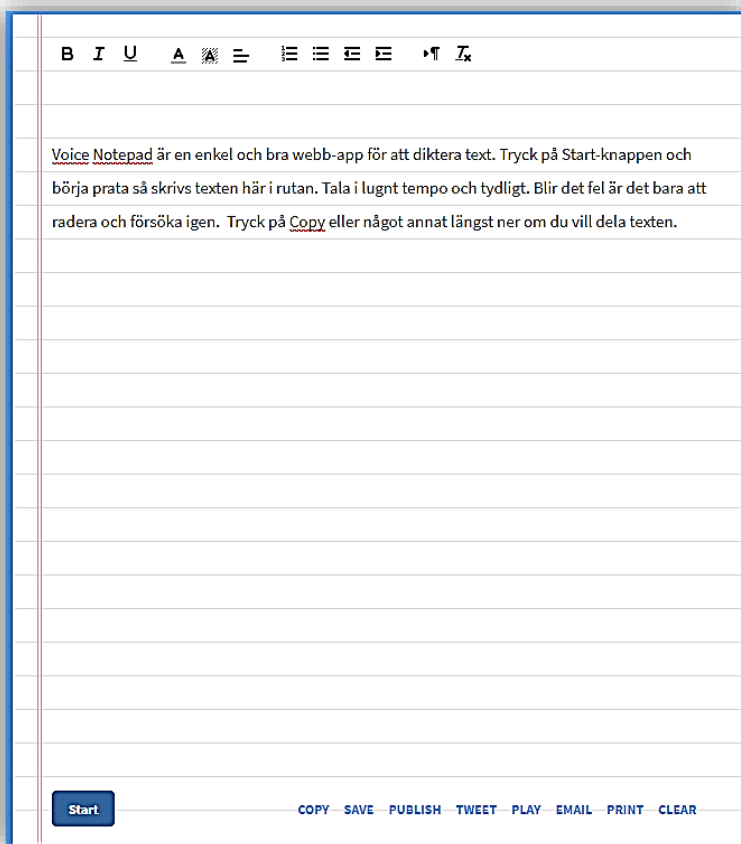 B I U A A
Voice Notepad är en enkel och bra webb-app för att diktera text. Tryck på Start-knappen och
börja prata så skrivs texten här i rutan. Tala i lugnt tempo och tydligt. Blir det fel är det bara att
radera och försöka igen.  Tryck på Copy eller något annat längst ner om du vill dela texten.
Start COPY SAVE PUBLISH TWEET PLAY EMAIL PRINT CLEAR